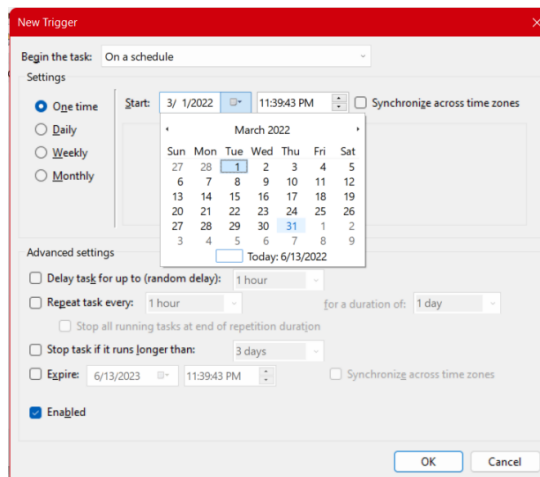 New Trigger
Begin the task: On a schedule
Settings
One time
Daily
Weekly
Monthly
Start: 3/ 1/2022 11:39:43 PM Synchronize across time zones
March 2022
Sun Mon Tue Wed Thu Fri Sat
27 28 1 2 3 4 5
6 7 8 9 10 11 12
13 14 15 16 17 18 19
20 21 22 23 24 25 26
27 28 29 30 31 1 2
3 4 5 6 7 8 9
Today: 6/13/2022
Advanced settings
Delay task for up to (random delay): 1 hour
Repeat task every: 1 hour for a duration of: 1 day
Stop all running tasks at end of repetition duration
Stop task if it runs longer than: 3 days
Expire: 6/13/2023 11:39:43 PM Synchronize across time zones
Enabled
OK Cancel